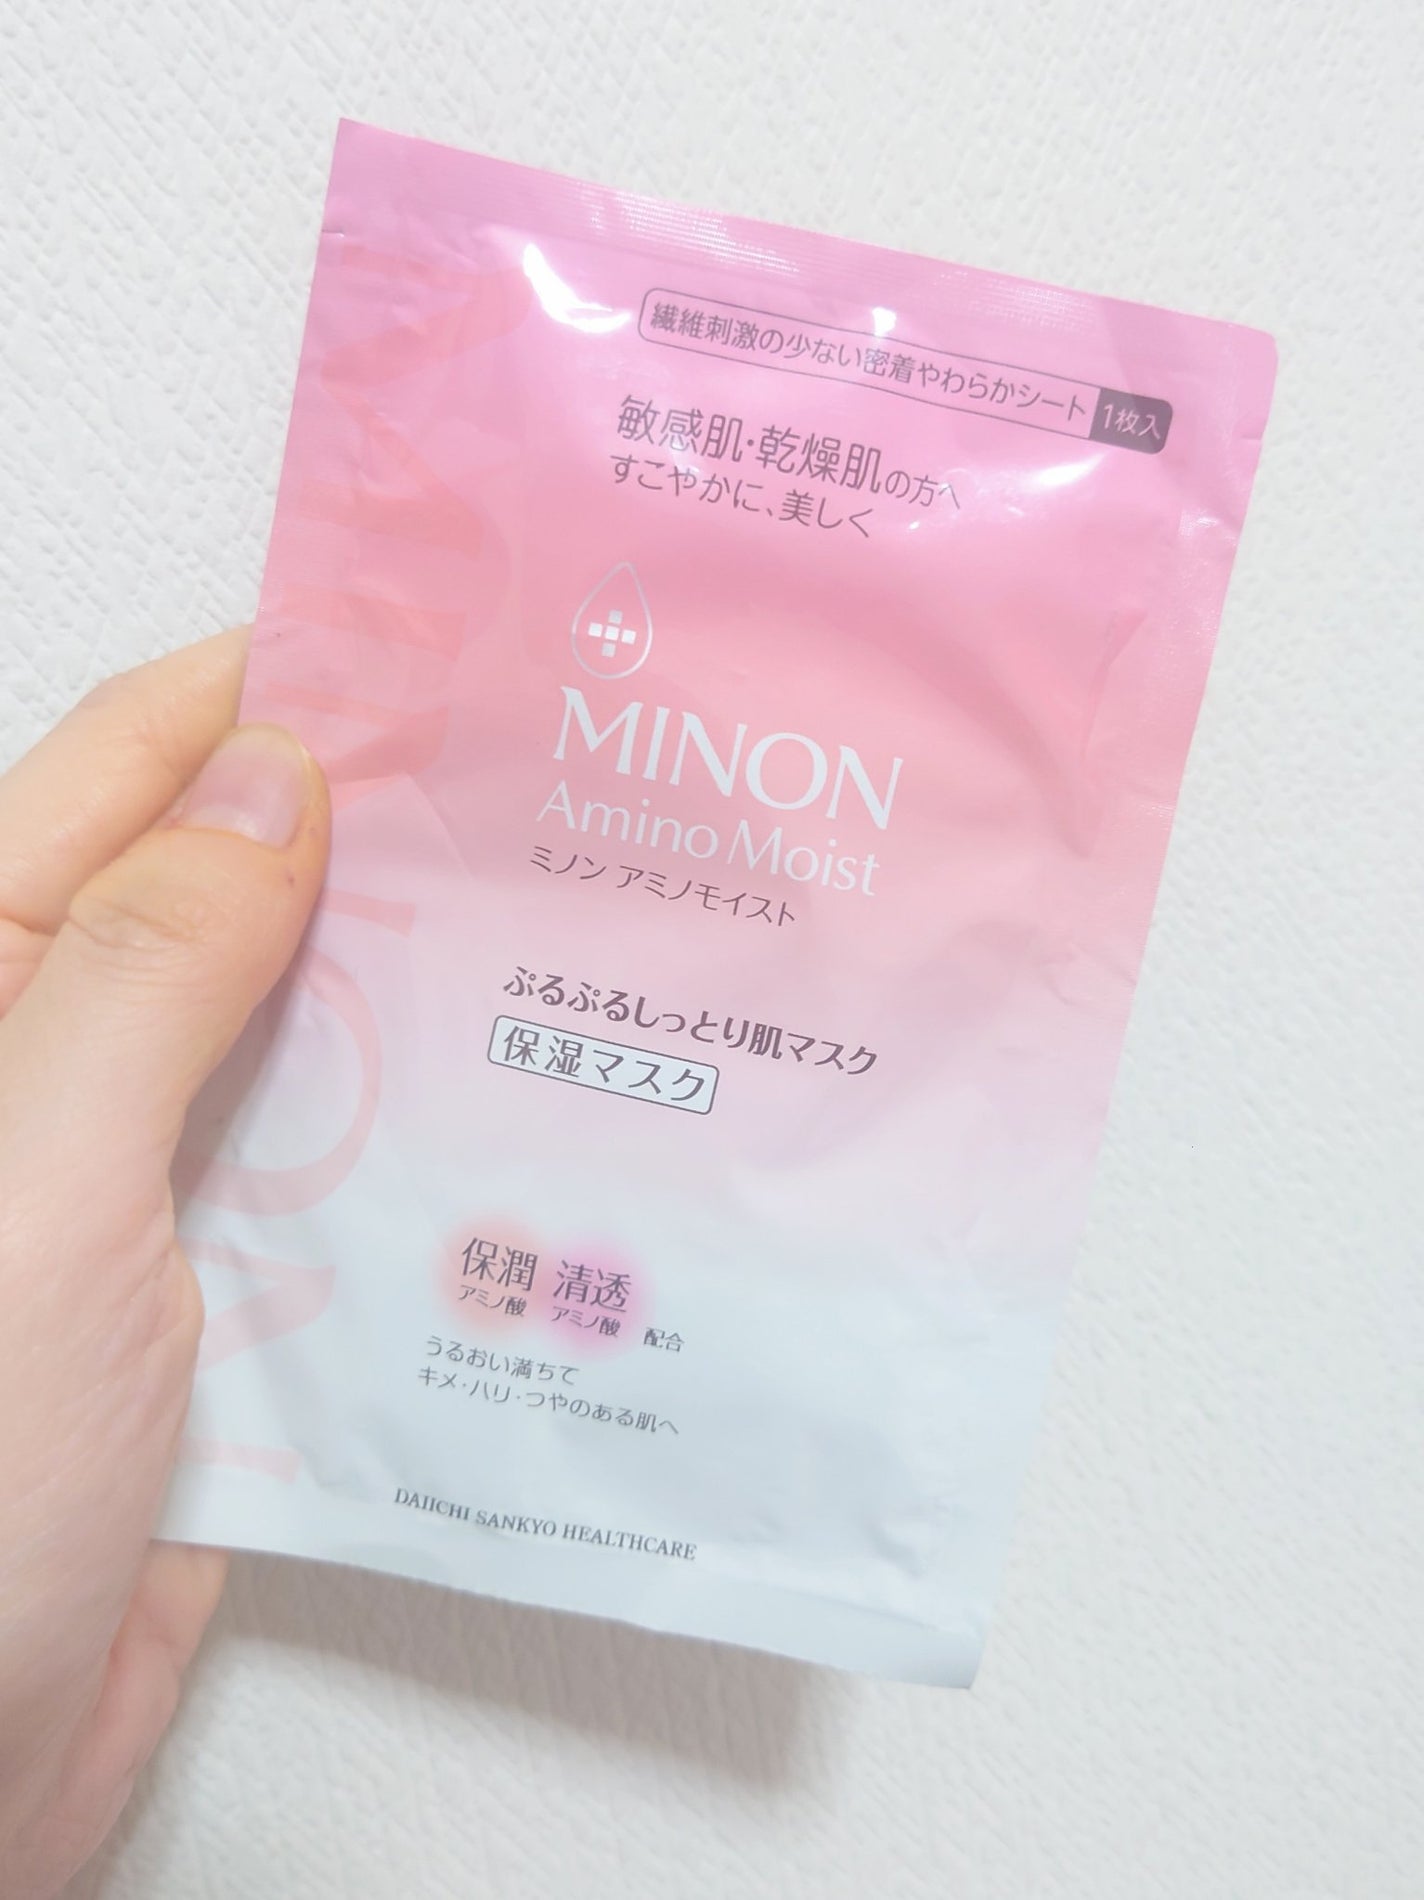 繊維刺激の少ない密着やわらかシート 1枚入
敏感肌・乾燥肌の方へ
すこやかに、美しく
MINON
Amino Moist
ミノン アミノモイスト
ぷるぷるしっとり肌マスク
保湿マスク
保潤 清透
アミノ酸 アミノ酸 配合
うるおい満ちて
キメ・ハリ・つやのある肌へ
DAIICHI SANKYO HEALTHCARE
MINON